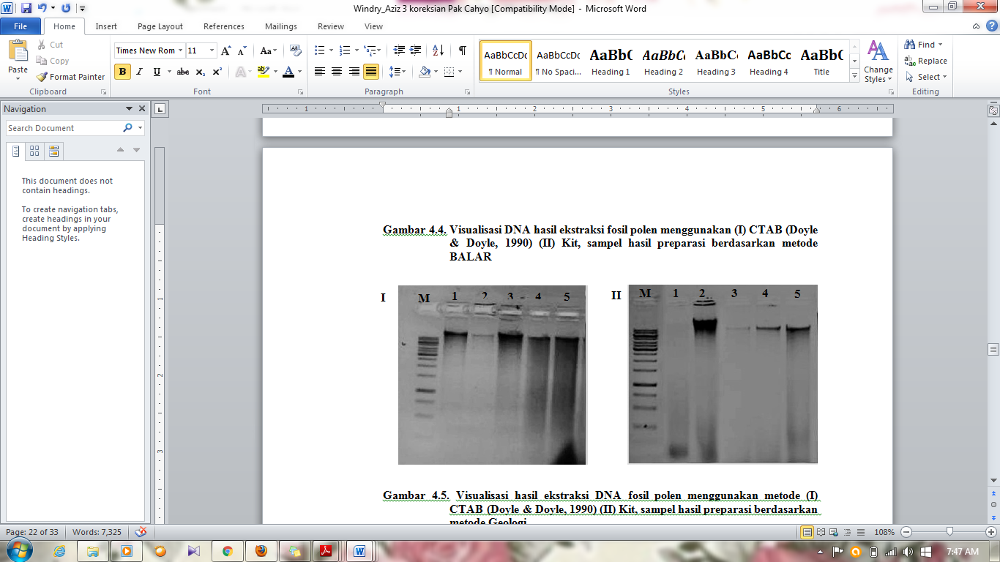 Windry_Aziz 3 koreksian Pak Cahyo [Compatibility Mode] - Microsoft Word
File Home Insert Page Layout References Mailings Review View
Paste
Cut
Copy
Format Painter
Clipboard
Times New Rom 11
Font
Paragraph
AaBbCcDc AaBbCcDc AaBbC AaBbCc AaBbCc AaBbCc AaBbC
¶ Normal ¶ No Spaci... Heading 1 Heading 2 Heading 3 Heading 4 Title
Styles
Change
Styles
Find
Replace
Select
Editing
Navigation
Search Document
This document does not
contain headings.
To create navigation tabs,
create headings in your
document by applying
Heading Styles.
Gambar 4.4. Visualisasi DNA hasil ekstraksi fosil polen menggunakan (I) CTAB (Doyle
& Doyle, 1990) (II) Kit, sampel hasil preparasi berdasarkan metode
BALAR
I M 1 2 3 4 5
II M 1 2 3 4 5
Gambar 4.5. Visualisasi hasil ekstraksi DNA fosil polen menggunakan metode (I)
CTAB (Doyle & Doyle, 1990) (II) Kit, sampel hasil preparasi berdasarkan
metode Geologi
Page: 22 of 33 Words: 7,325 108%
7:47 AM